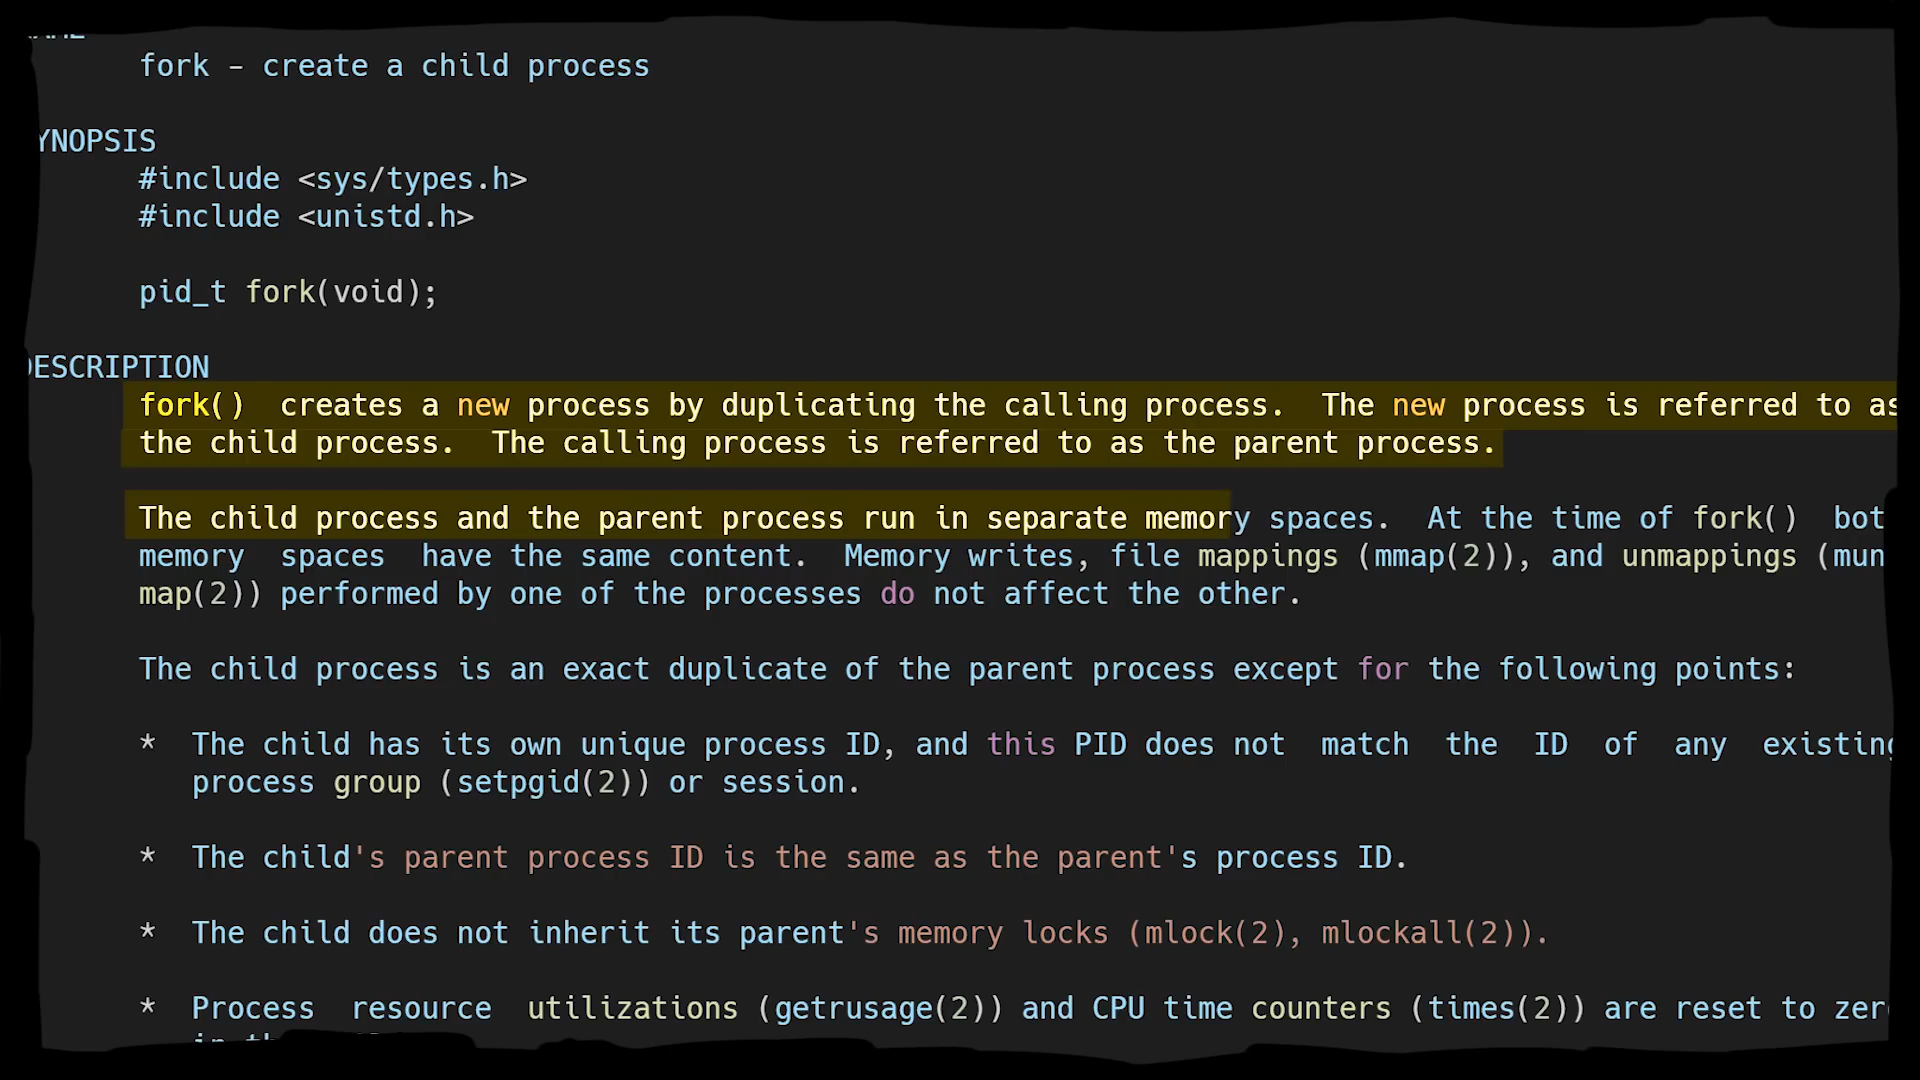 fork - create a child process
YNOPSIS
#include <sys/types.h>
#include <unistd.h>
pid_t fork(void);
DESCRIPTION
fork()  creates a new process by duplicating the calling process.  The new process is referred to as
the child process.  The calling process is referred to as the parent process.
The child process and the parent process run in separate memory spaces.  At the time of fork()  bot
memory  spaces  have the same content.  Memory writes, file mappings (mmap(2)), and unmappings (mun
map(2)) performed by one of the processes do not affect the other.
The child process is an exact duplicate of the parent process except for the following points:
*  The child has its own unique process ID, and this PID does not  match  the  ID  of  any  existing
process group (setpgid(2)) or session.
*  The child's parent process ID is the same as the parent's process ID.
*  The child does not inherit its parent's memory locks (mlock(2), mlockall(2)).
*  Process  resource  utilizations (getrusage(2)) and CPU time counters (times(2)) are reset to zero